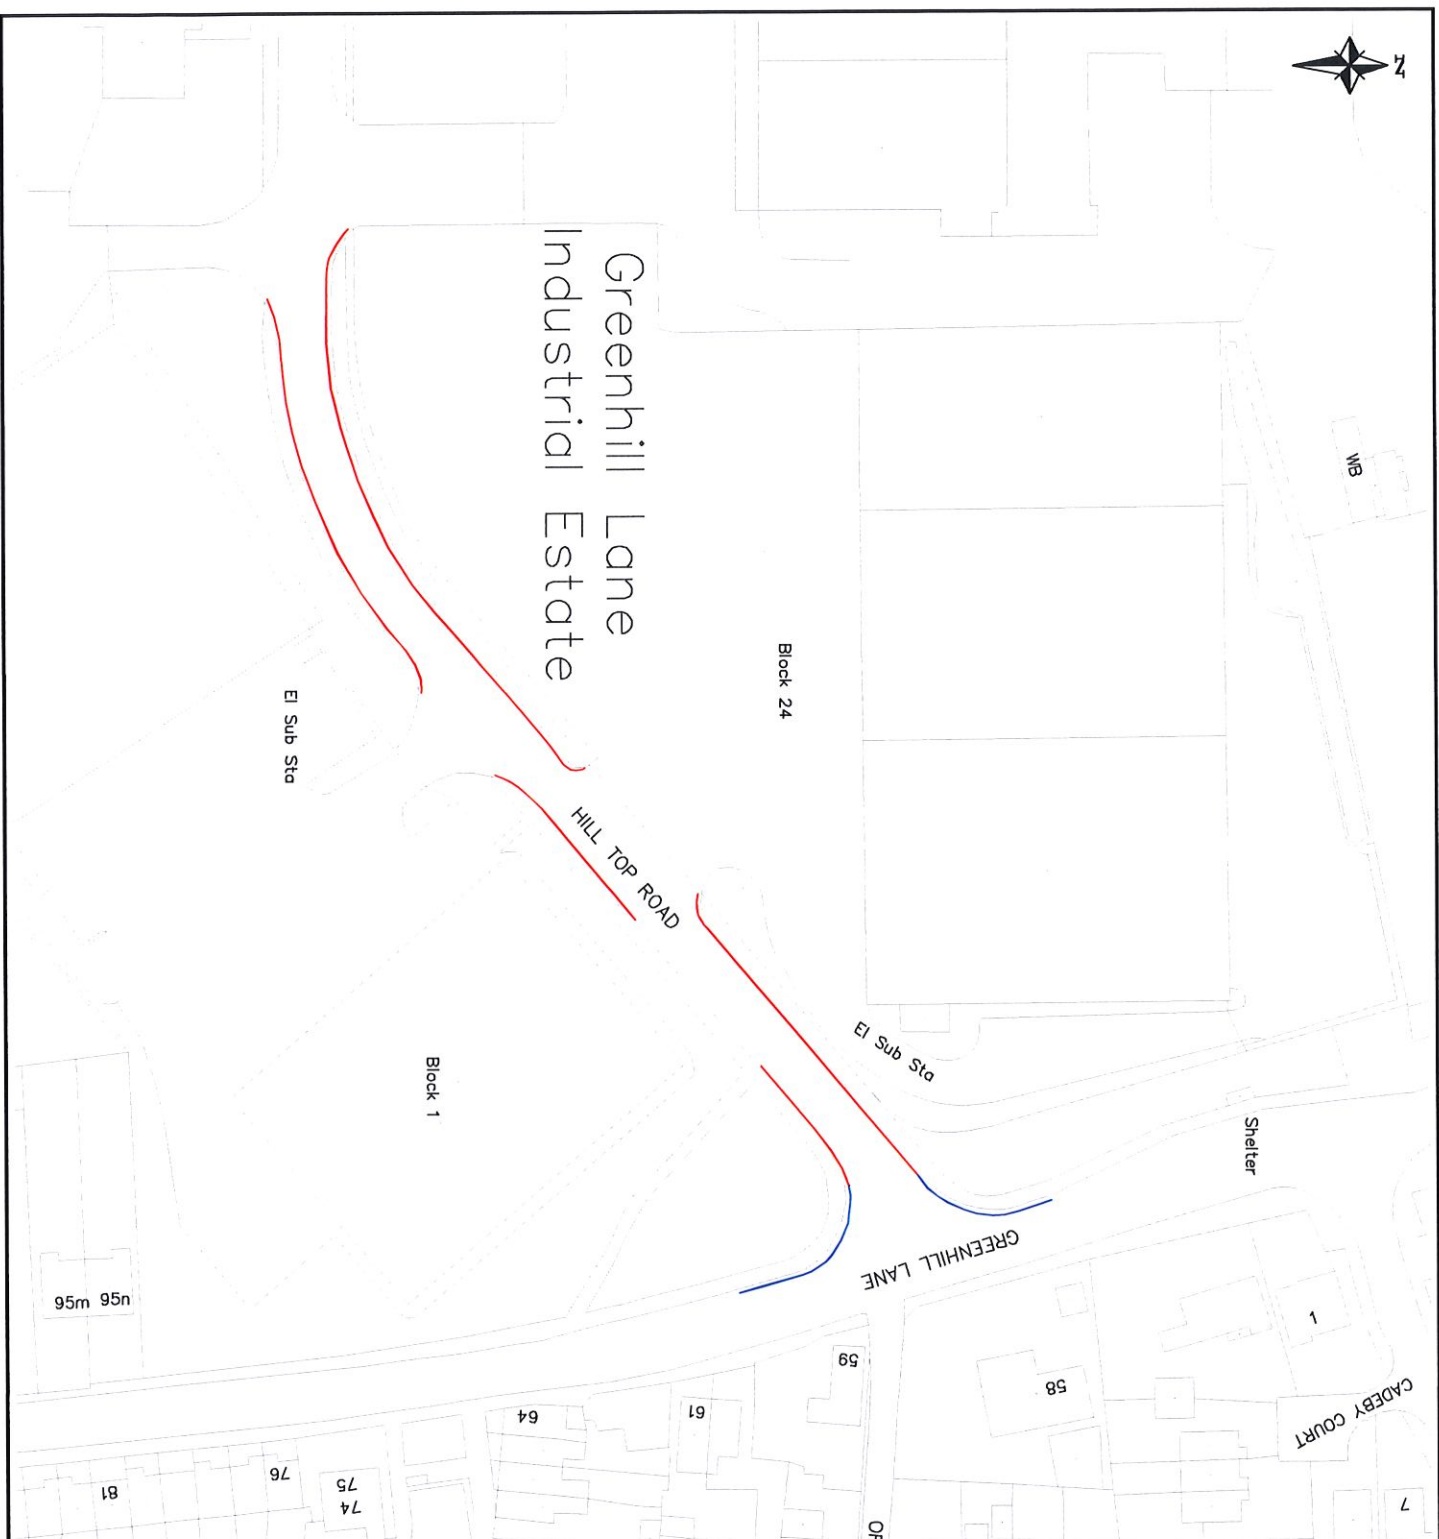 N
WB
Greenhill Lane
Industrial Estate
Block 24
El Sub Sta
HILL TOP ROAD
El Sub Sta
Block 1
Shelter
GREENHILL LANE
95m 95n
1
59
58
CADEBY COURT
64
61
76
75
74
81
7